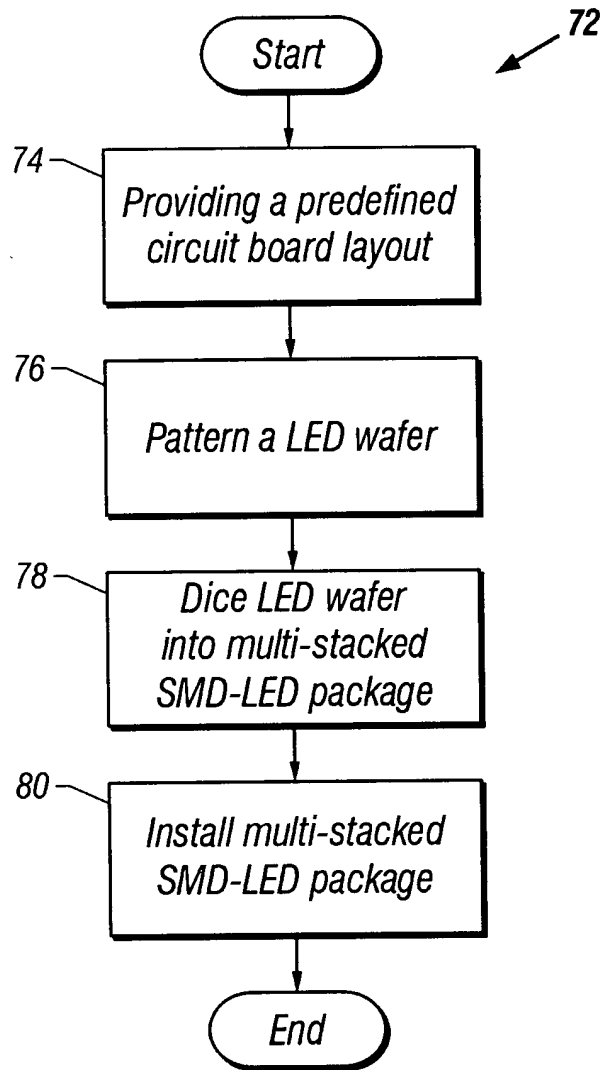 72
Start
74
Providing a predefined
circuit board layout
76
Pattern a LED wafer
78
Dice LED wafer
into multi-stacked
SMD-LED package
80
Install multi-stacked
SMD-LED package
End